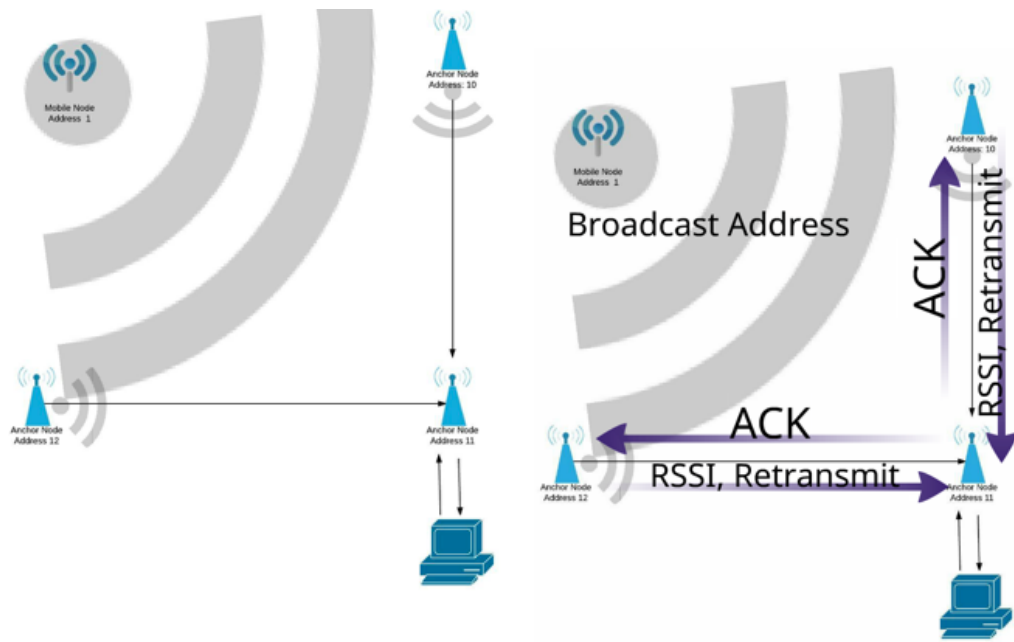 Anchor Node
Address: 10
Mobile Node
Address 1
Anchor Node
Address 12
Anchor Node
Address 11
Anchor Node
Address: 10
Mobile Node
Address 1
Broadcast Address
ACK
RSSI, Retransmit
ACK
RSSI, Retransmit
Anchor Node
Address 12
Anchor Node
Address 11